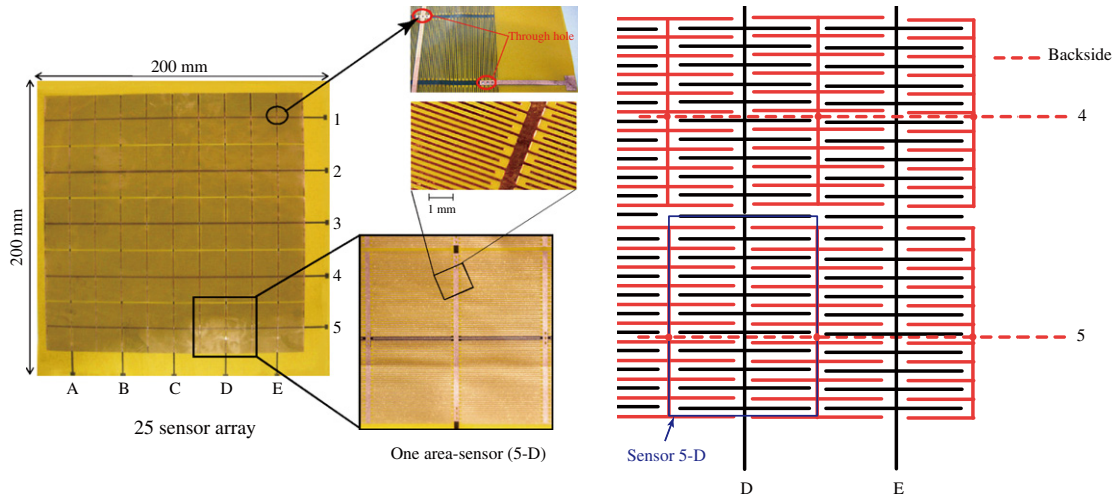 200 mm
200 mm
1
2
3
4
5
A
B
C
D
E
25 sensor array
Through hole
1 mm
One area-sensor (5-D)
Backside
4
5
Sensor 5-D
D
E